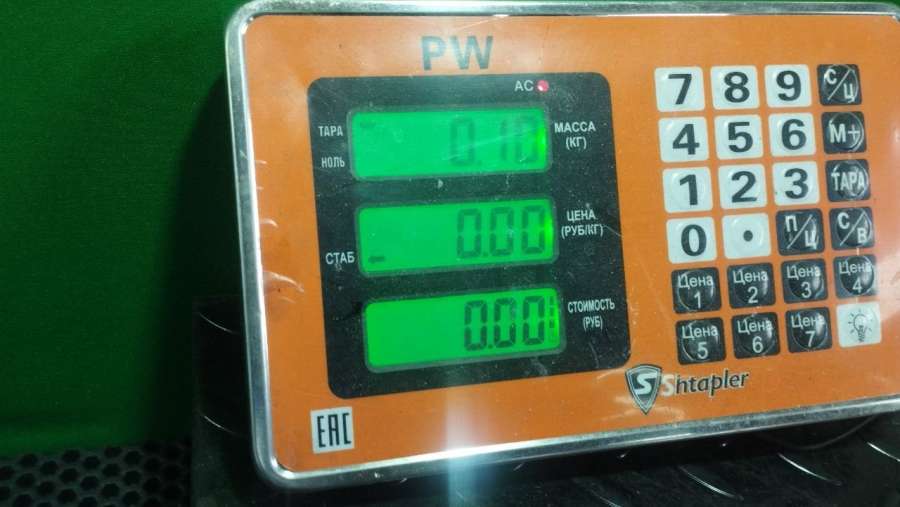 PW
AC
ТАРА
НОЛЬ
0.10
МАССА
(КГ)
СТАБ
0.00
ЦЕНА
(РУБ/КГ)
0.00
СТОИМОСТЬ
(РУБ)
7 8 9 С/Ц
4 5 6 М+
1 2 3 ТАРА
0 . П/Ц С/В
Цена 1 Цена 2 Цена 3 Цена 4
Цена 5 Цена 6 Цена 7
S Shtapler
EAC